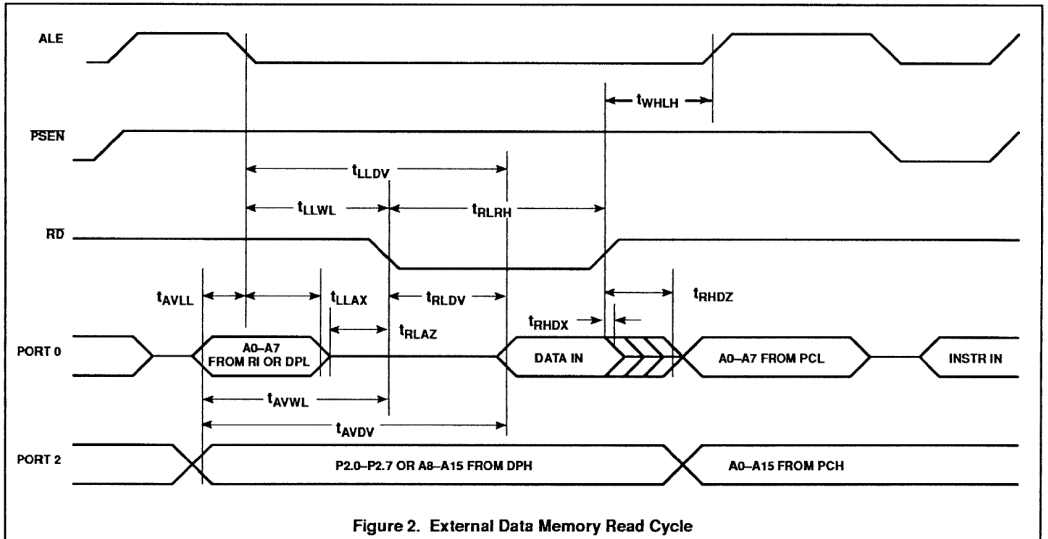 ALE
tWHLH
PSEN
tLLDV
tLLWL
tRLRH
RD
tAVLL
tLLAX
tRLDV
tRHDZ
tRLAZ
tRHDX
PORT 0
A0–A7
FROM RI OR DPL
DATA IN
A0–A7 FROM PCL
INSTR IN
tAVWL
tAVDV
PORT 2
P2.0–P2.7 OR A8–A15 FROM DPH
A0–A15 FROM PCH
Figure 2. External Data Memory Read Cycle